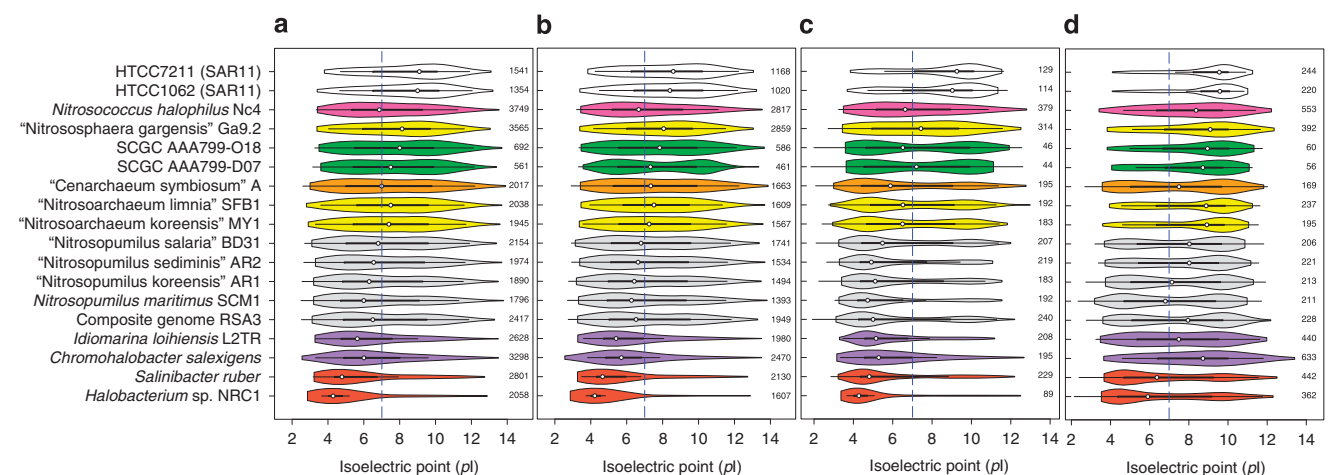 a b c d
HTCC7211 (SAR11) 1541 1168 129 244
HTCC1062 (SAR11) 1354 1020 114 220
Nitrosococcus halophilus Nc4 3749 2817 379 553
“Nitrososphaera gargensis” Ga9.2 3565 2859 314 392
SCGC AAA799-O18 692 586 46 60
SCGC AAA799-D07 507 461 44 56
“Cenarchaeum symbiosum” A 2017 1663 195 169
“Nitrosoarchaeum limnia” SFB1 2038 1609 192 237
“Nitrosoarchaeum koreensis” MY1 1945 1567 183 195
“Nitrosopumilus salaria” BD31 2154 1741 207 206
“Nitrosopumilus sediminis” AR2 1974 1534 219 221
“Nitrosopumilus koreensis” AR1 1890 1494 183 213
Nitrosopumilus maritimus SCM1 1796 1393 192 211
Composite genome RSA3 2417 1949 240 228
Idiomarina loihiensis L2TR 2628 1980 208 440
Chromohalobacter salexigens 3298 2470 195 633
Salinibacter ruber 2801 2130 229 442
Halobacterium sp. NRC1 2058 1607 89 362
2 4 6 8 10 12 14 2 4 6 8 10 12 14 2 4 6 8 10 12 14 2 4 6 8 10 12 14
Isoelectric point (pI) Isoelectric point (pI) Isoelectric point (pI) Isoelectric point (pI)